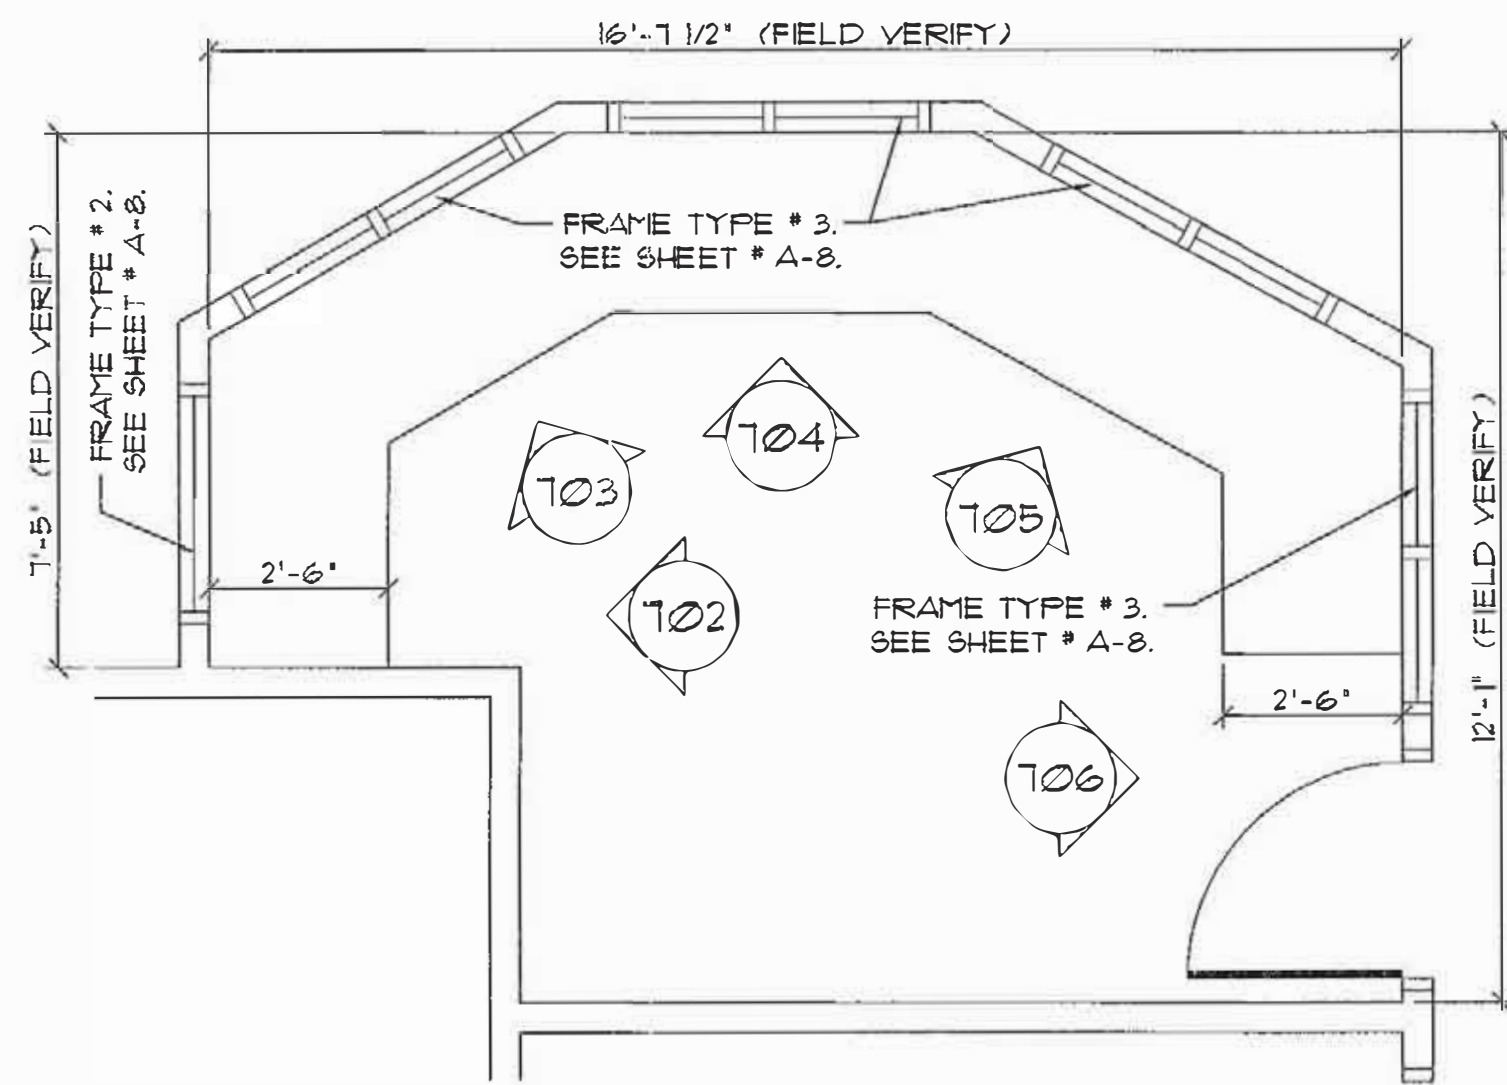 16'-7 1/2" (FIELD VERIFY)
7'-5" (FIELD VERIFY)
FRAME TYPE # 2.
SEE SHEET # A-8.
FRAME TYPE # 3.
SEE SHEET # A-8.
704
703
705
2'-6"
702
FRAME TYPE # 3.
SEE SHEET # A-8.
12'-1" (FIELD VERIFY)
2'-6"
706